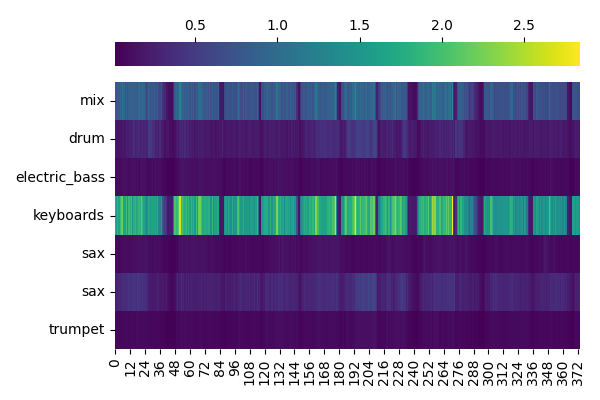 0.5 1.0 1.5 2.0 2.5
mix
drum
electric_bass
keyboards
sax
sax
trumpet
0 12 24 36 48 60 72 84 96 108 120 132 144 156 168 180 192 204 216 228 240 252 264 276 288 300 312 324 336 348 360 372